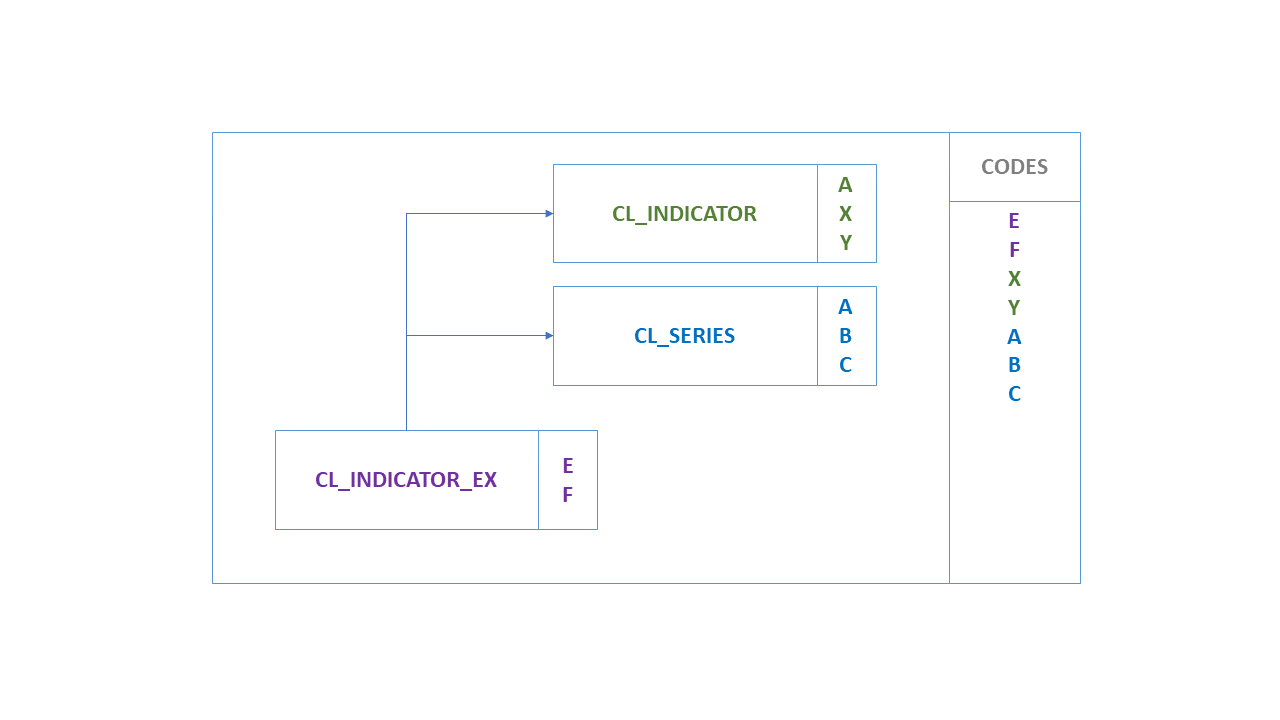 CODES
CL_INDICATOR
A
X
Y
CL_SERIES
A
B
C
CL_INDICATOR_EX
E
F
E
F
X
Y
A
B
C